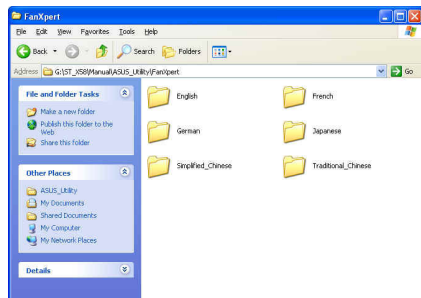 FanXpert
File Edit View Favorites Tools Help
Back Search Folders
Address G:\ST_X58\Manual\ASUS_Utility\FanXpert Go
File and Folder Tasks
Make a new folder
Publish this folder to the Web
Share this folder
Other Places
ASUS_Utility
My Documents
Shared Documents
My Computer
My Network Places
Details
English
French
German
Japanese
Simplified_Chinese
Traditional_Chinese